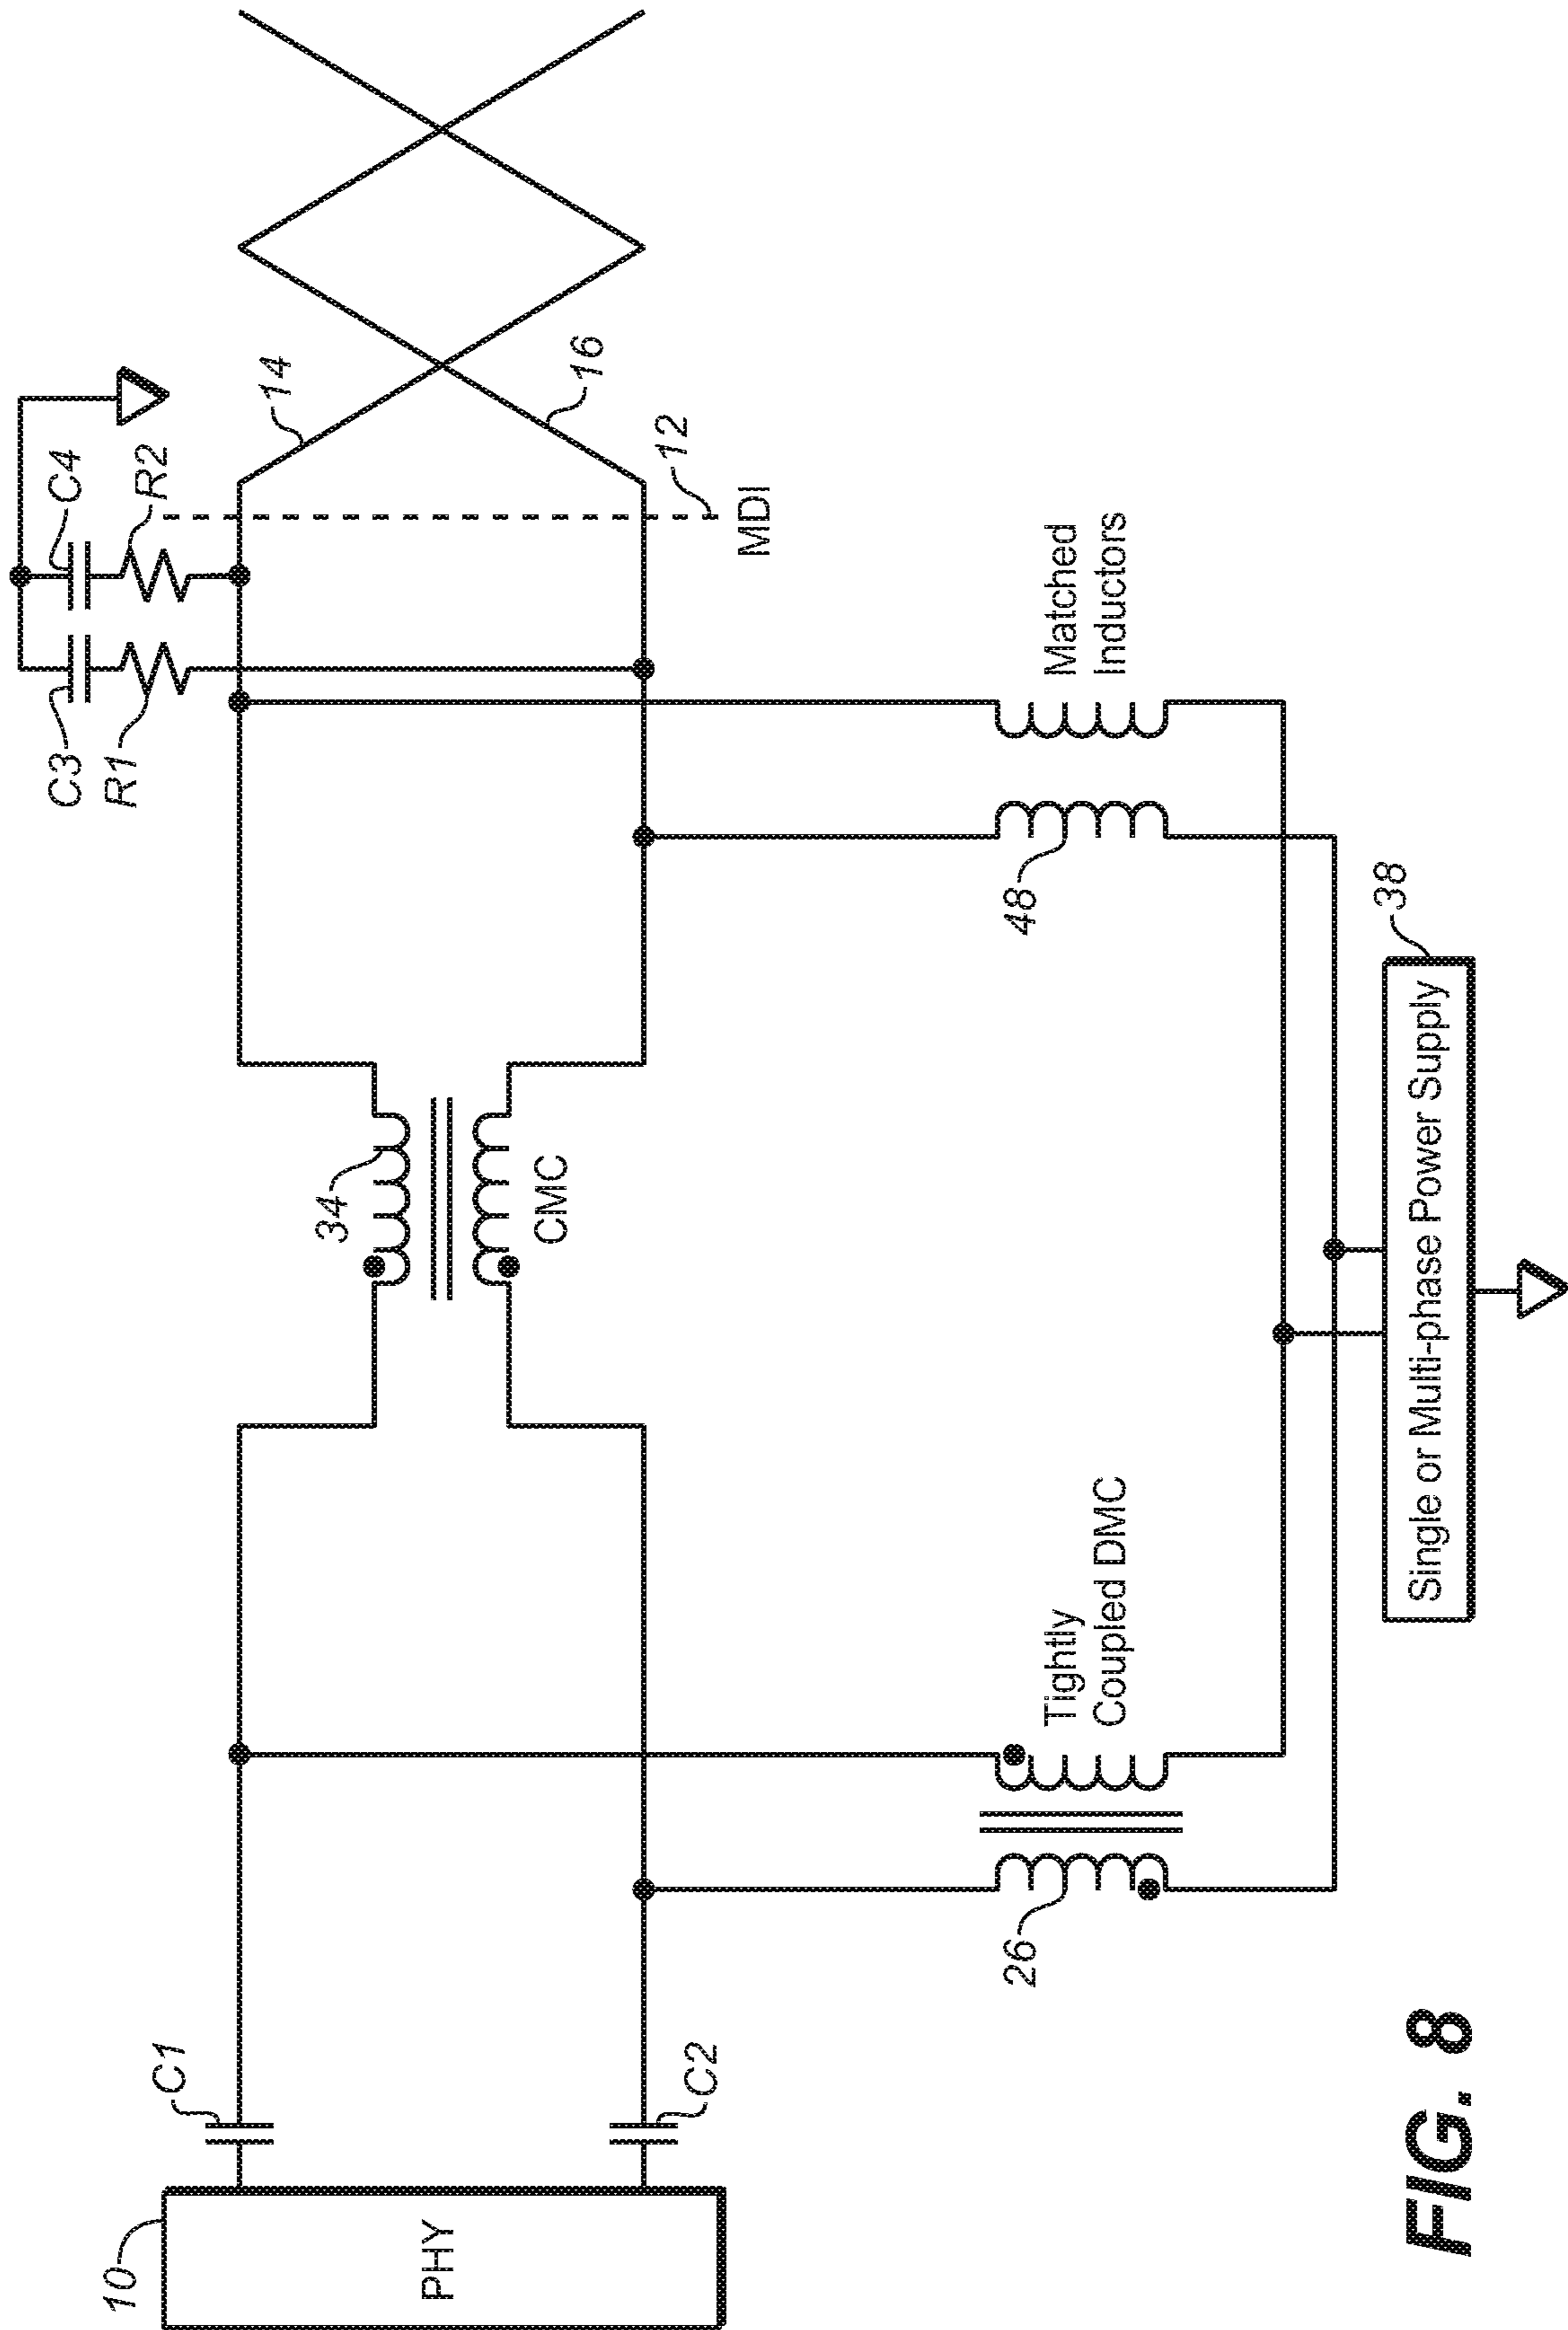 10
PHY
C1
C2
34
CMC
C3
R1
C4
R2
14
16
12
MDI
26
Tightly
Coupled DMC
48
Matched
Inductors
38
Single or Multi-phase Power Supply
FIG. 8